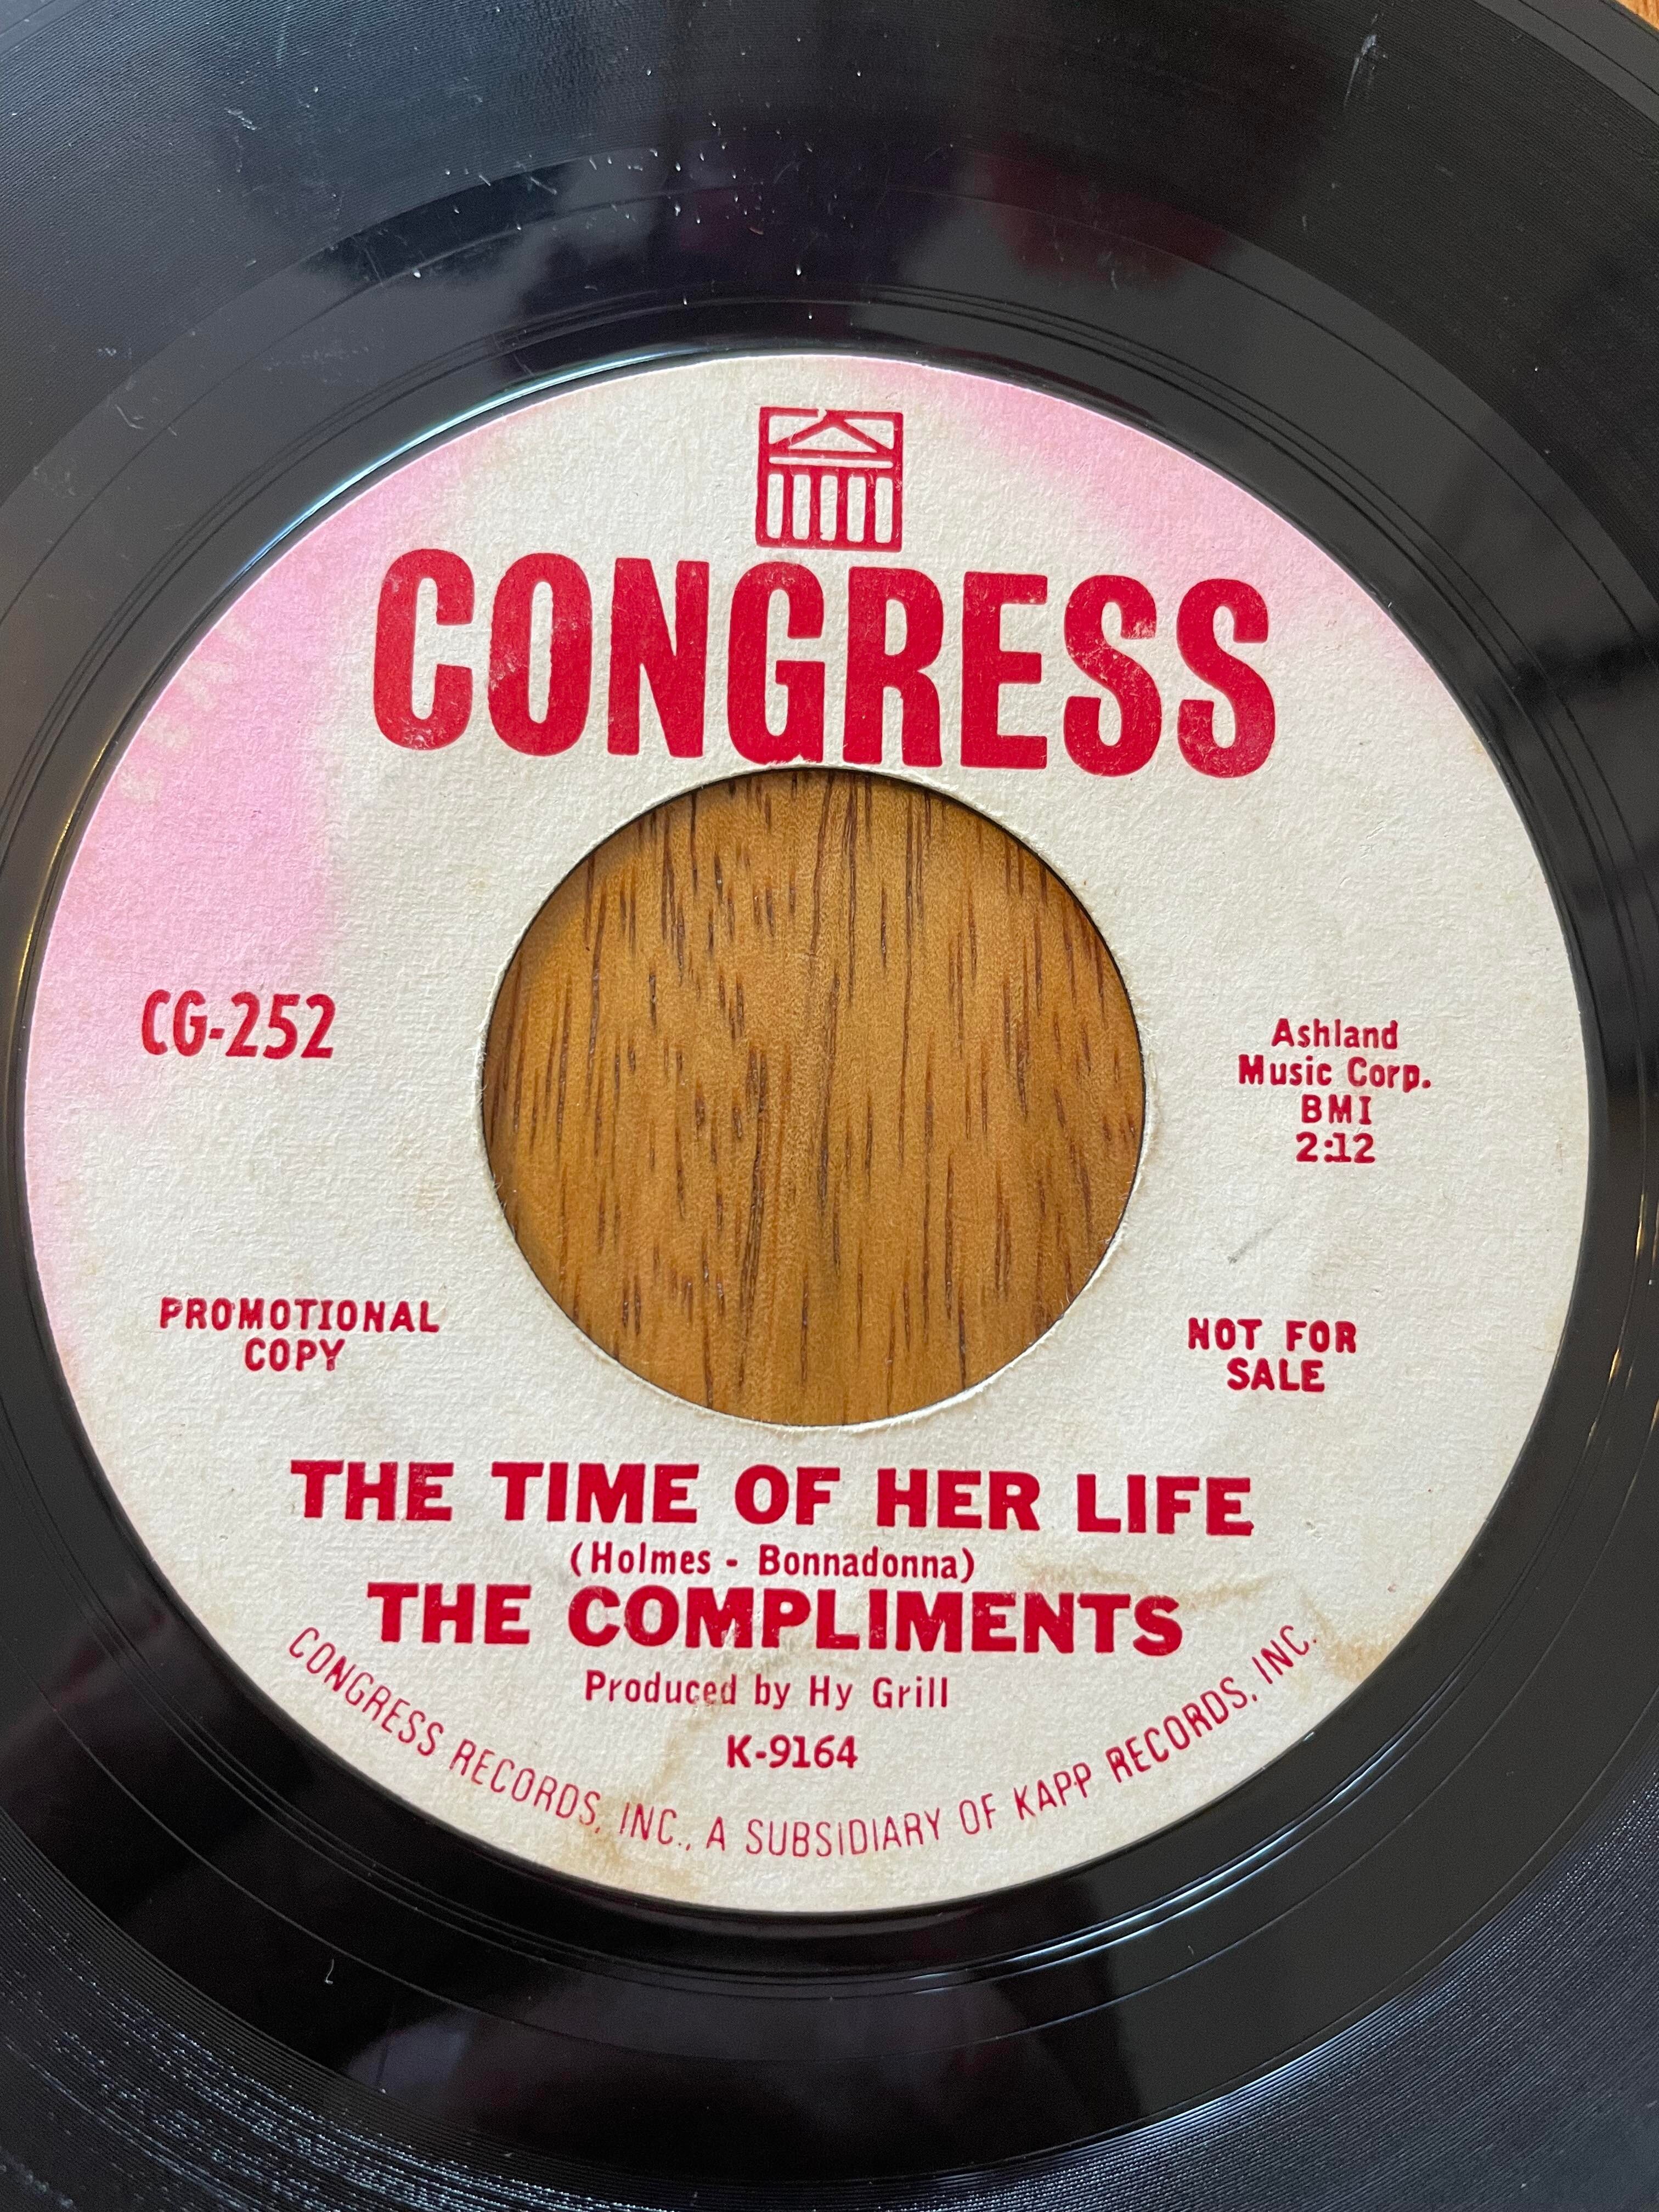 CONGRESS
CG-252
Ashland
Music Corp.
BMI
2:12
PROMOTIONAL
COPY
NOT FOR
SALE
THE TIME OF HER LIFE
(Holmes - Bonnadonna)
THE COMPLIMENTS
Produced by Hy Grill
K-9164
CONGRESS RECORDS, INC., A SUBSIDIARY OF KAPP RECORDS, INC.